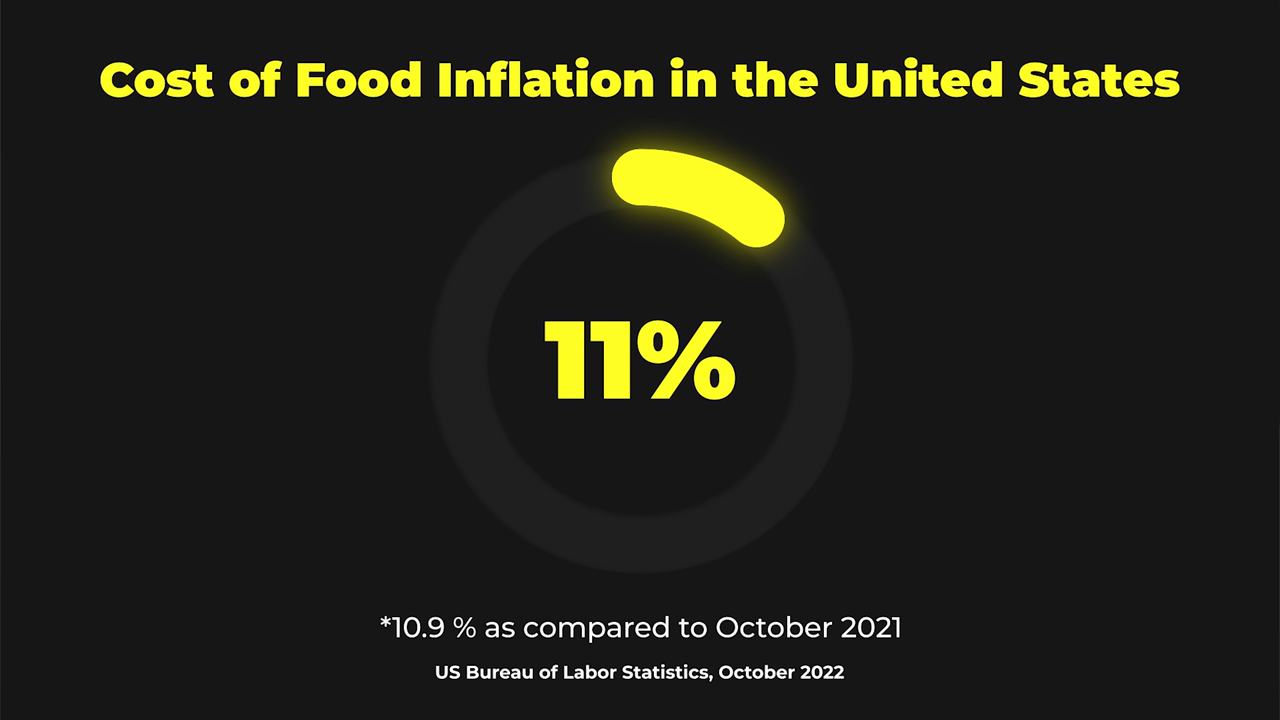 Cost of Food Inflation in the United States
11%
*10.9 % as compared to October 2021
US Bureau of Labor Statistics, October 2022